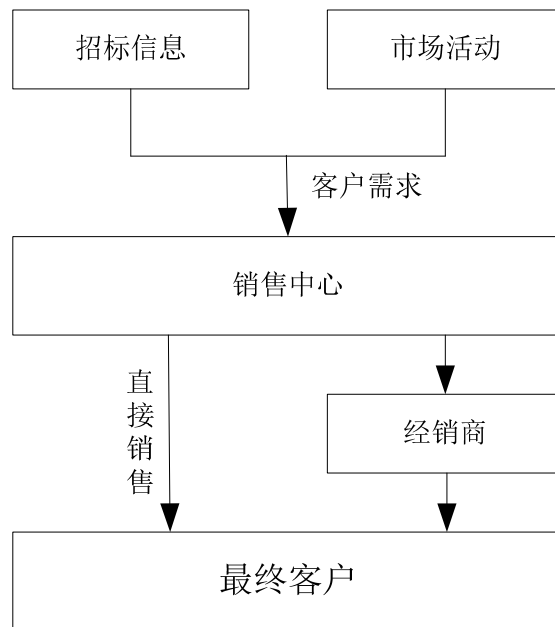 招标信息
市场活动
客户需求
销售中心
直接销售
经销商
最终客户